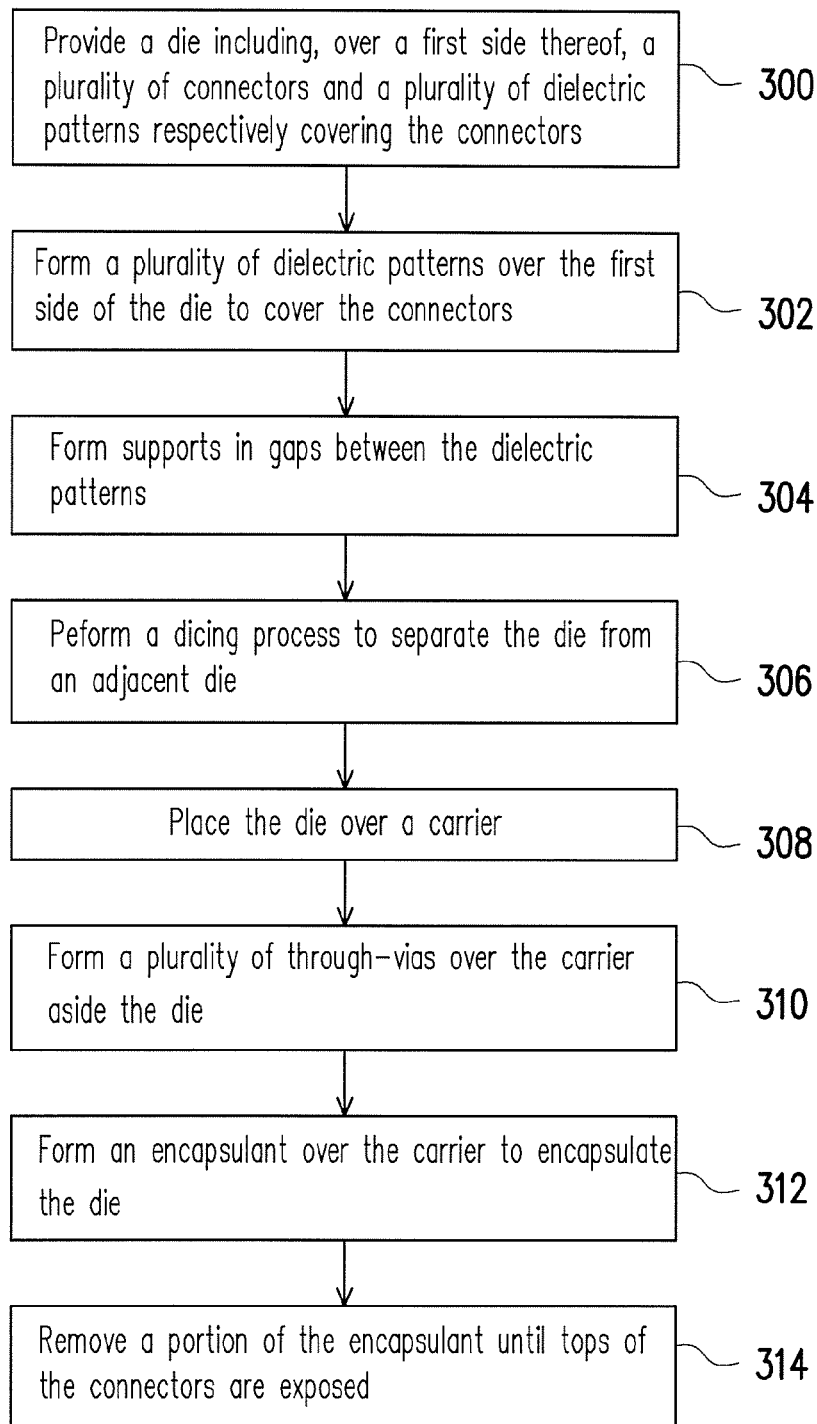 Provide a die including, over a first side thereof, a
plurality of connectors and a plurality of dielectric
patterns respectively covering the connectors
300
Form a plurality of dielectric patterns over the first
side of the die to cover the connectors
302
Form supports in gaps between the dielectric
patterns
304
Peform a dicing process to separate the die from
an adjacent die
306
Place the die over a carrier
308
Form a plurality of through-vias over the carrier
aside the die
310
Form an encapsulant over the carrier to encapsulate
the die
312
Remove a portion of the encapsulant until tops of
the connectors are exposed
314